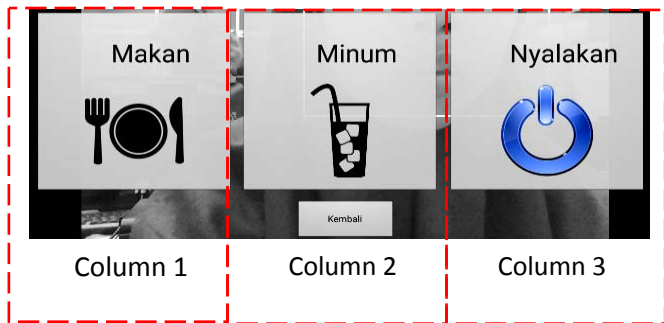 Makan
Minum
Nyalakan
Kembali
Column 1
Column 2
Column 3